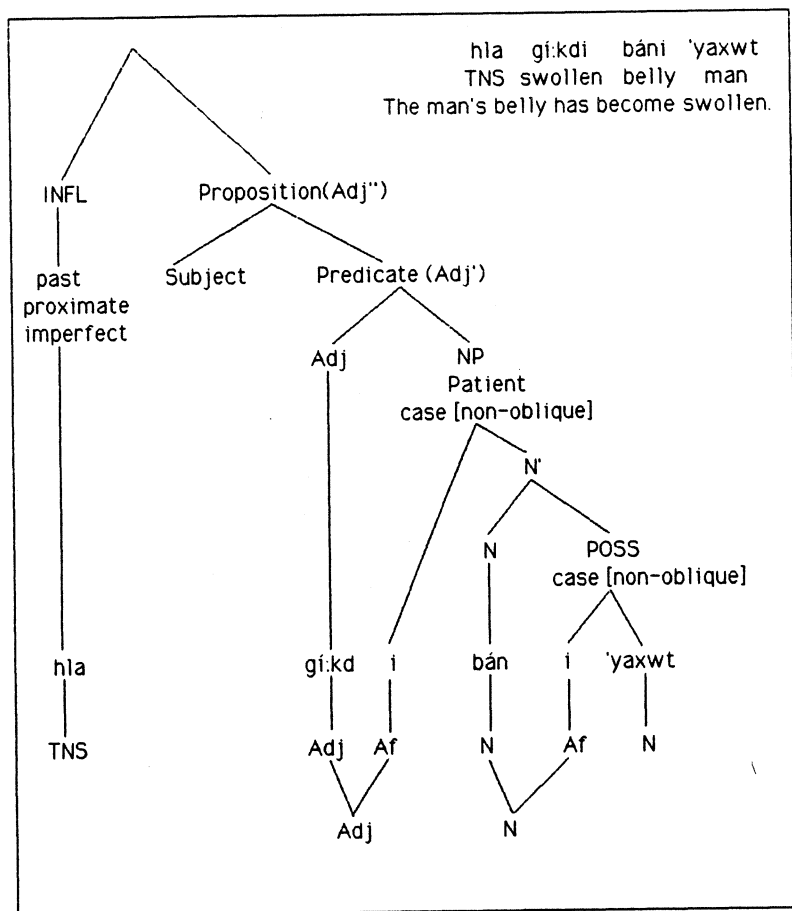 hla gí:kdi báni 'yaxwt
TNS swollen belly man
The man's belly has become swollen.
INFL Proposition(Adj'')
past Subject Predicate (Adj')
proximate
imperfect
Adj NP
Patient
case [non-oblique]
N'
N POSS
case [non-oblique]
hla gí:kd i bán i 'yaxwt
TNS Adj Af N Af N
Adj N